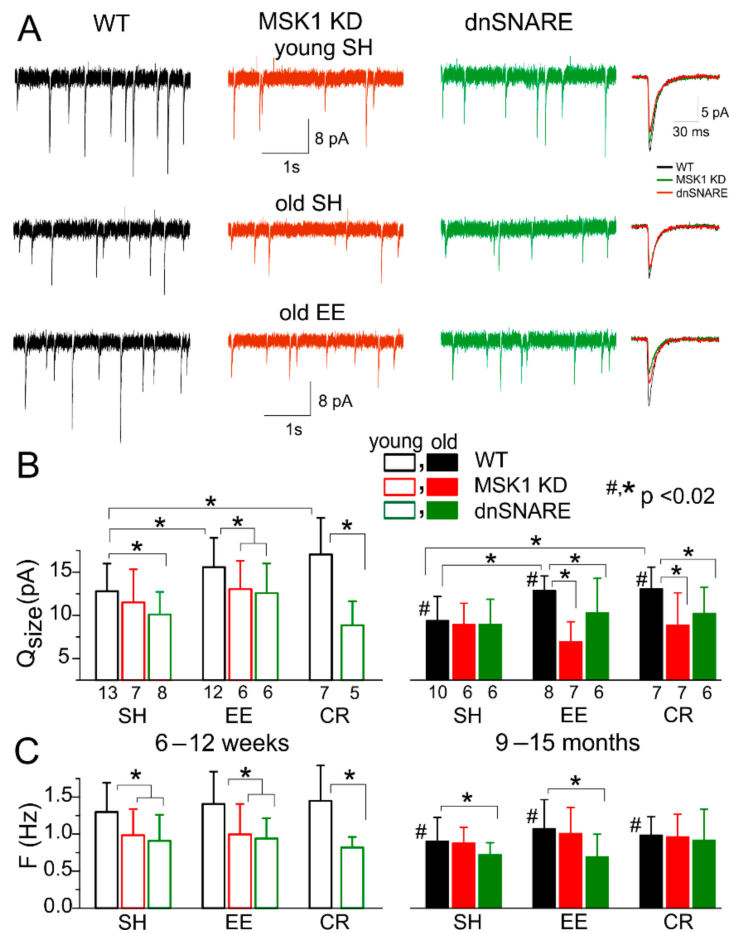 A
WT
MSK1 KD
dnSNARE
young SH
8 pA
1s
5 pA
30 ms
WT
MSK1 KD
dnSNARE
old SH
old EE
8 pA
1s
B
young old
, WT
, MSK1 KD
, dnSNARE
#,* p <0.02
Qsize(pA)
15
10
5
* * * * *
# # # * * * * * *
13 7 8 12 6 6 7 5
10 6 6 8 7 6 7 7 6
SH EE CR
SH EE CR
C
6–12 weeks
9–15 months
F (Hz)
1.5
1.0
0.5
0.0
* * *
# * # * #
SH EE CR
SH EE CR